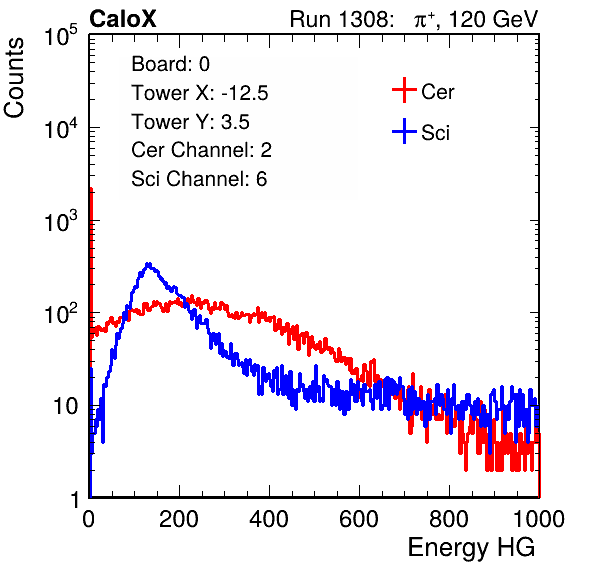 CaloX Run 1308: π⁺, 120 GeV
Counts
10⁵
10⁴
10³
10²
10
1
Board: 0
Tower X: -12.5
Tower Y: 3.5
Cer Channel: 2
Sci Channel: 6
Cer
Sci
0 200 400 600 800 1000
Energy HG